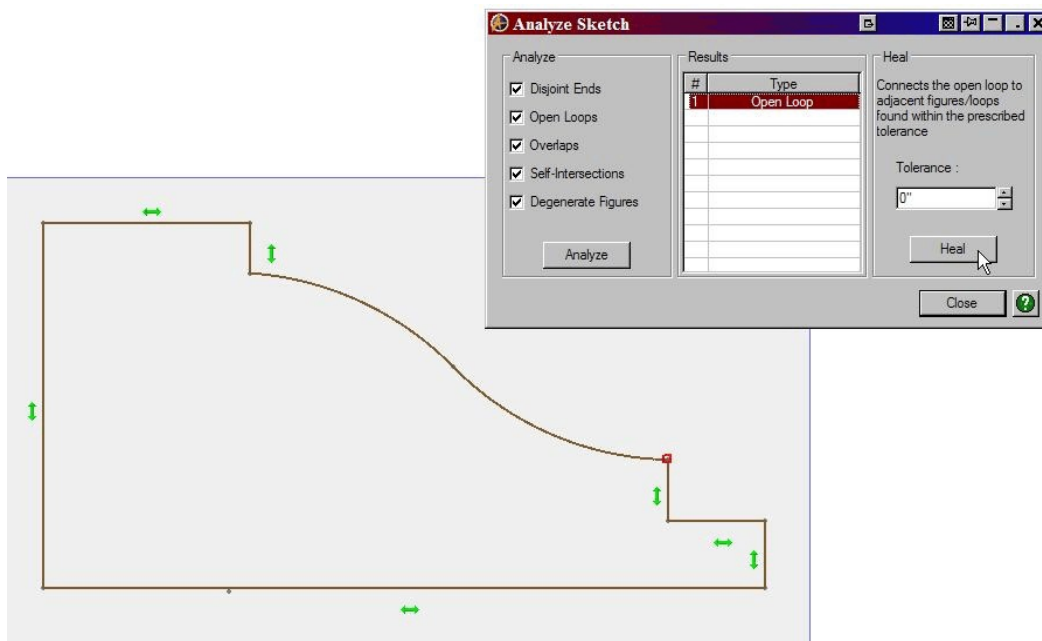 Analyze Sketch
Analyze
Disjoint Ends
Open Loops
Overlaps
Self-Intersections
Degenerate Figures
Analyze
Results
# Type
1 Open Loop
Heal
Connects the open loop to
adjacent figures/loops
found within the prescribed
tolerance
Tolerance :
0"
Heal
Close
?